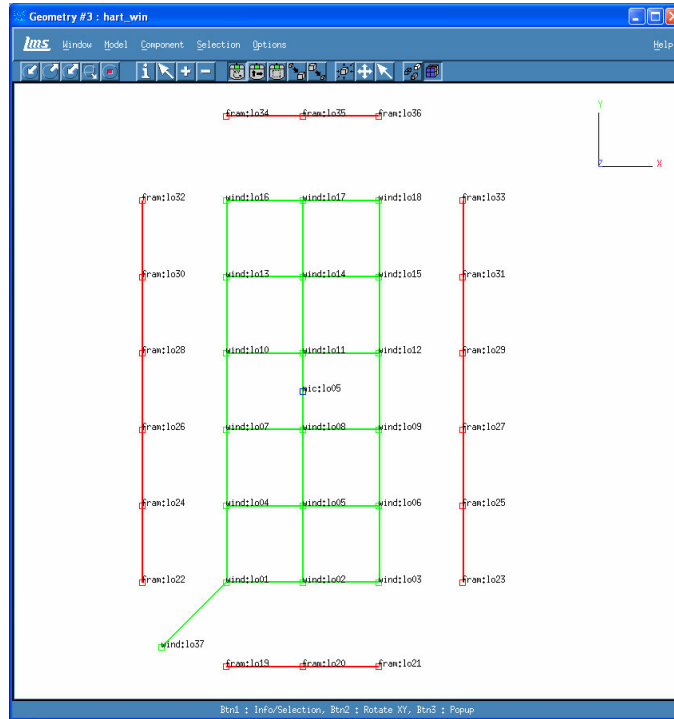 Geometry #3 : hart_win
lms Window Model Component Selection Options Help
fram:lo34 fram:lo35 fram:lo36
Y
X
Z
fram:lo32 wind:lo16 wind:lo17 wind:lo18 fram:lo33
fram:lo30 wind:lo13 wind:lo14 wind:lo15 fram:lo31
fram:lo28 wind:lo10 wind:lo11 wind:lo12 fram:lo29
mic:lo05
fram:lo26 wind:lo07 wind:lo08 wind:lo09 fram:lo27
fram:lo24 wind:lo04 wind:lo05 wind:lo06 fram:lo25
fram:lo22 wind:lo01 wind:lo02 wind:lo03 fram:lo23
wind:lo37
fram:lo19 fram:lo20 fram:lo21
Btn1 : Info/Selection, Btn2 : Rotate XY, Btn3 : Popup